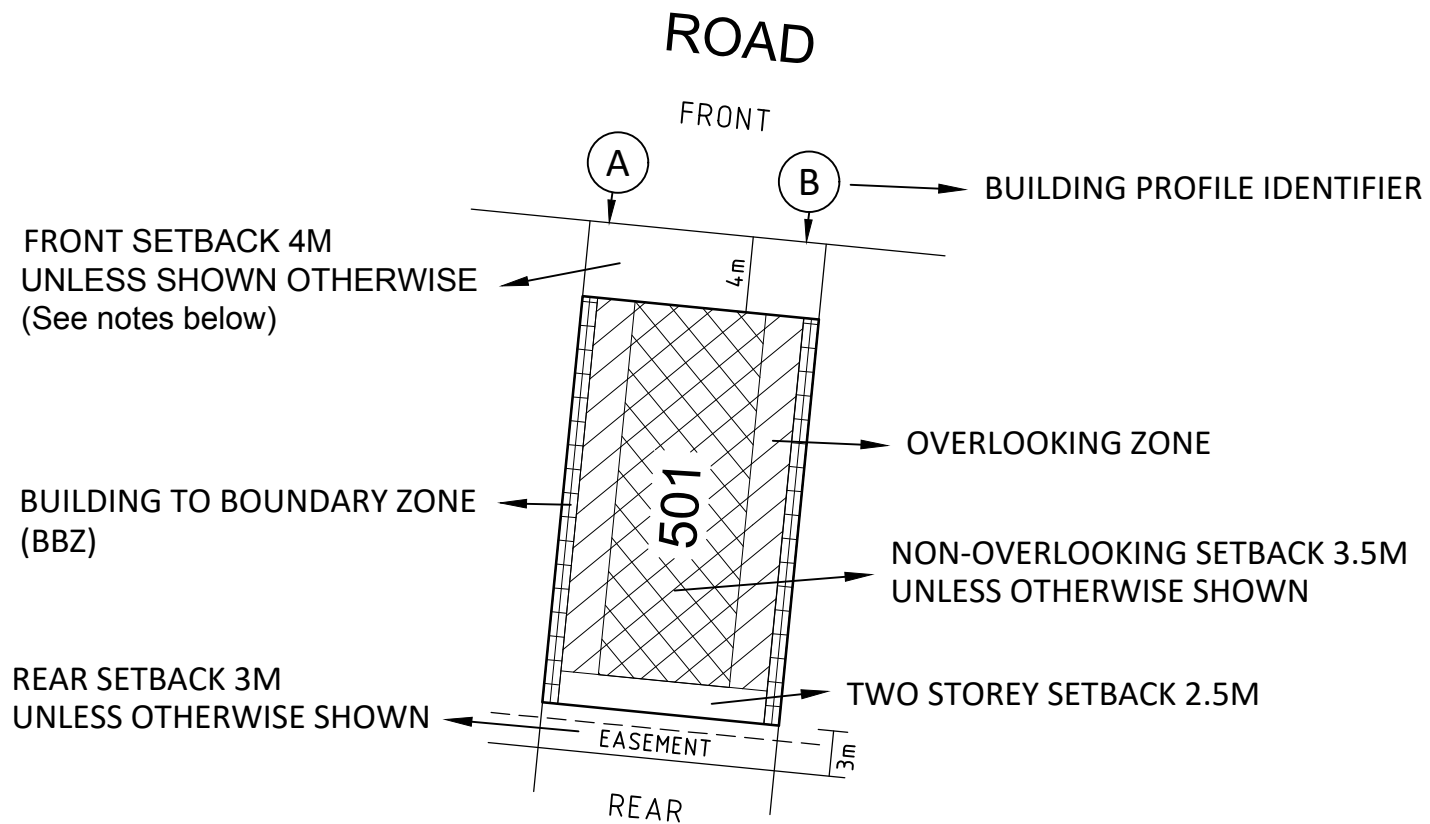 ROAD
FRONT
A
B
BUILDING PROFILE IDENTIFIER
FRONT SETBACK 4M
UNLESS SHOWN OTHERWISE
(See notes below)
4m
OVERLOOKING ZONE
501
BUILDING TO BOUNDARY ZONE
(BBZ)
NON-OVERLOOKING SETBACK 3.5M
UNLESS OTHERWISE SHOWN
REAR SETBACK 3M
UNLESS OTHERWISE SHOWN
TWO STOREY SETBACK 2.5M
EASEMENT
3m
REAR